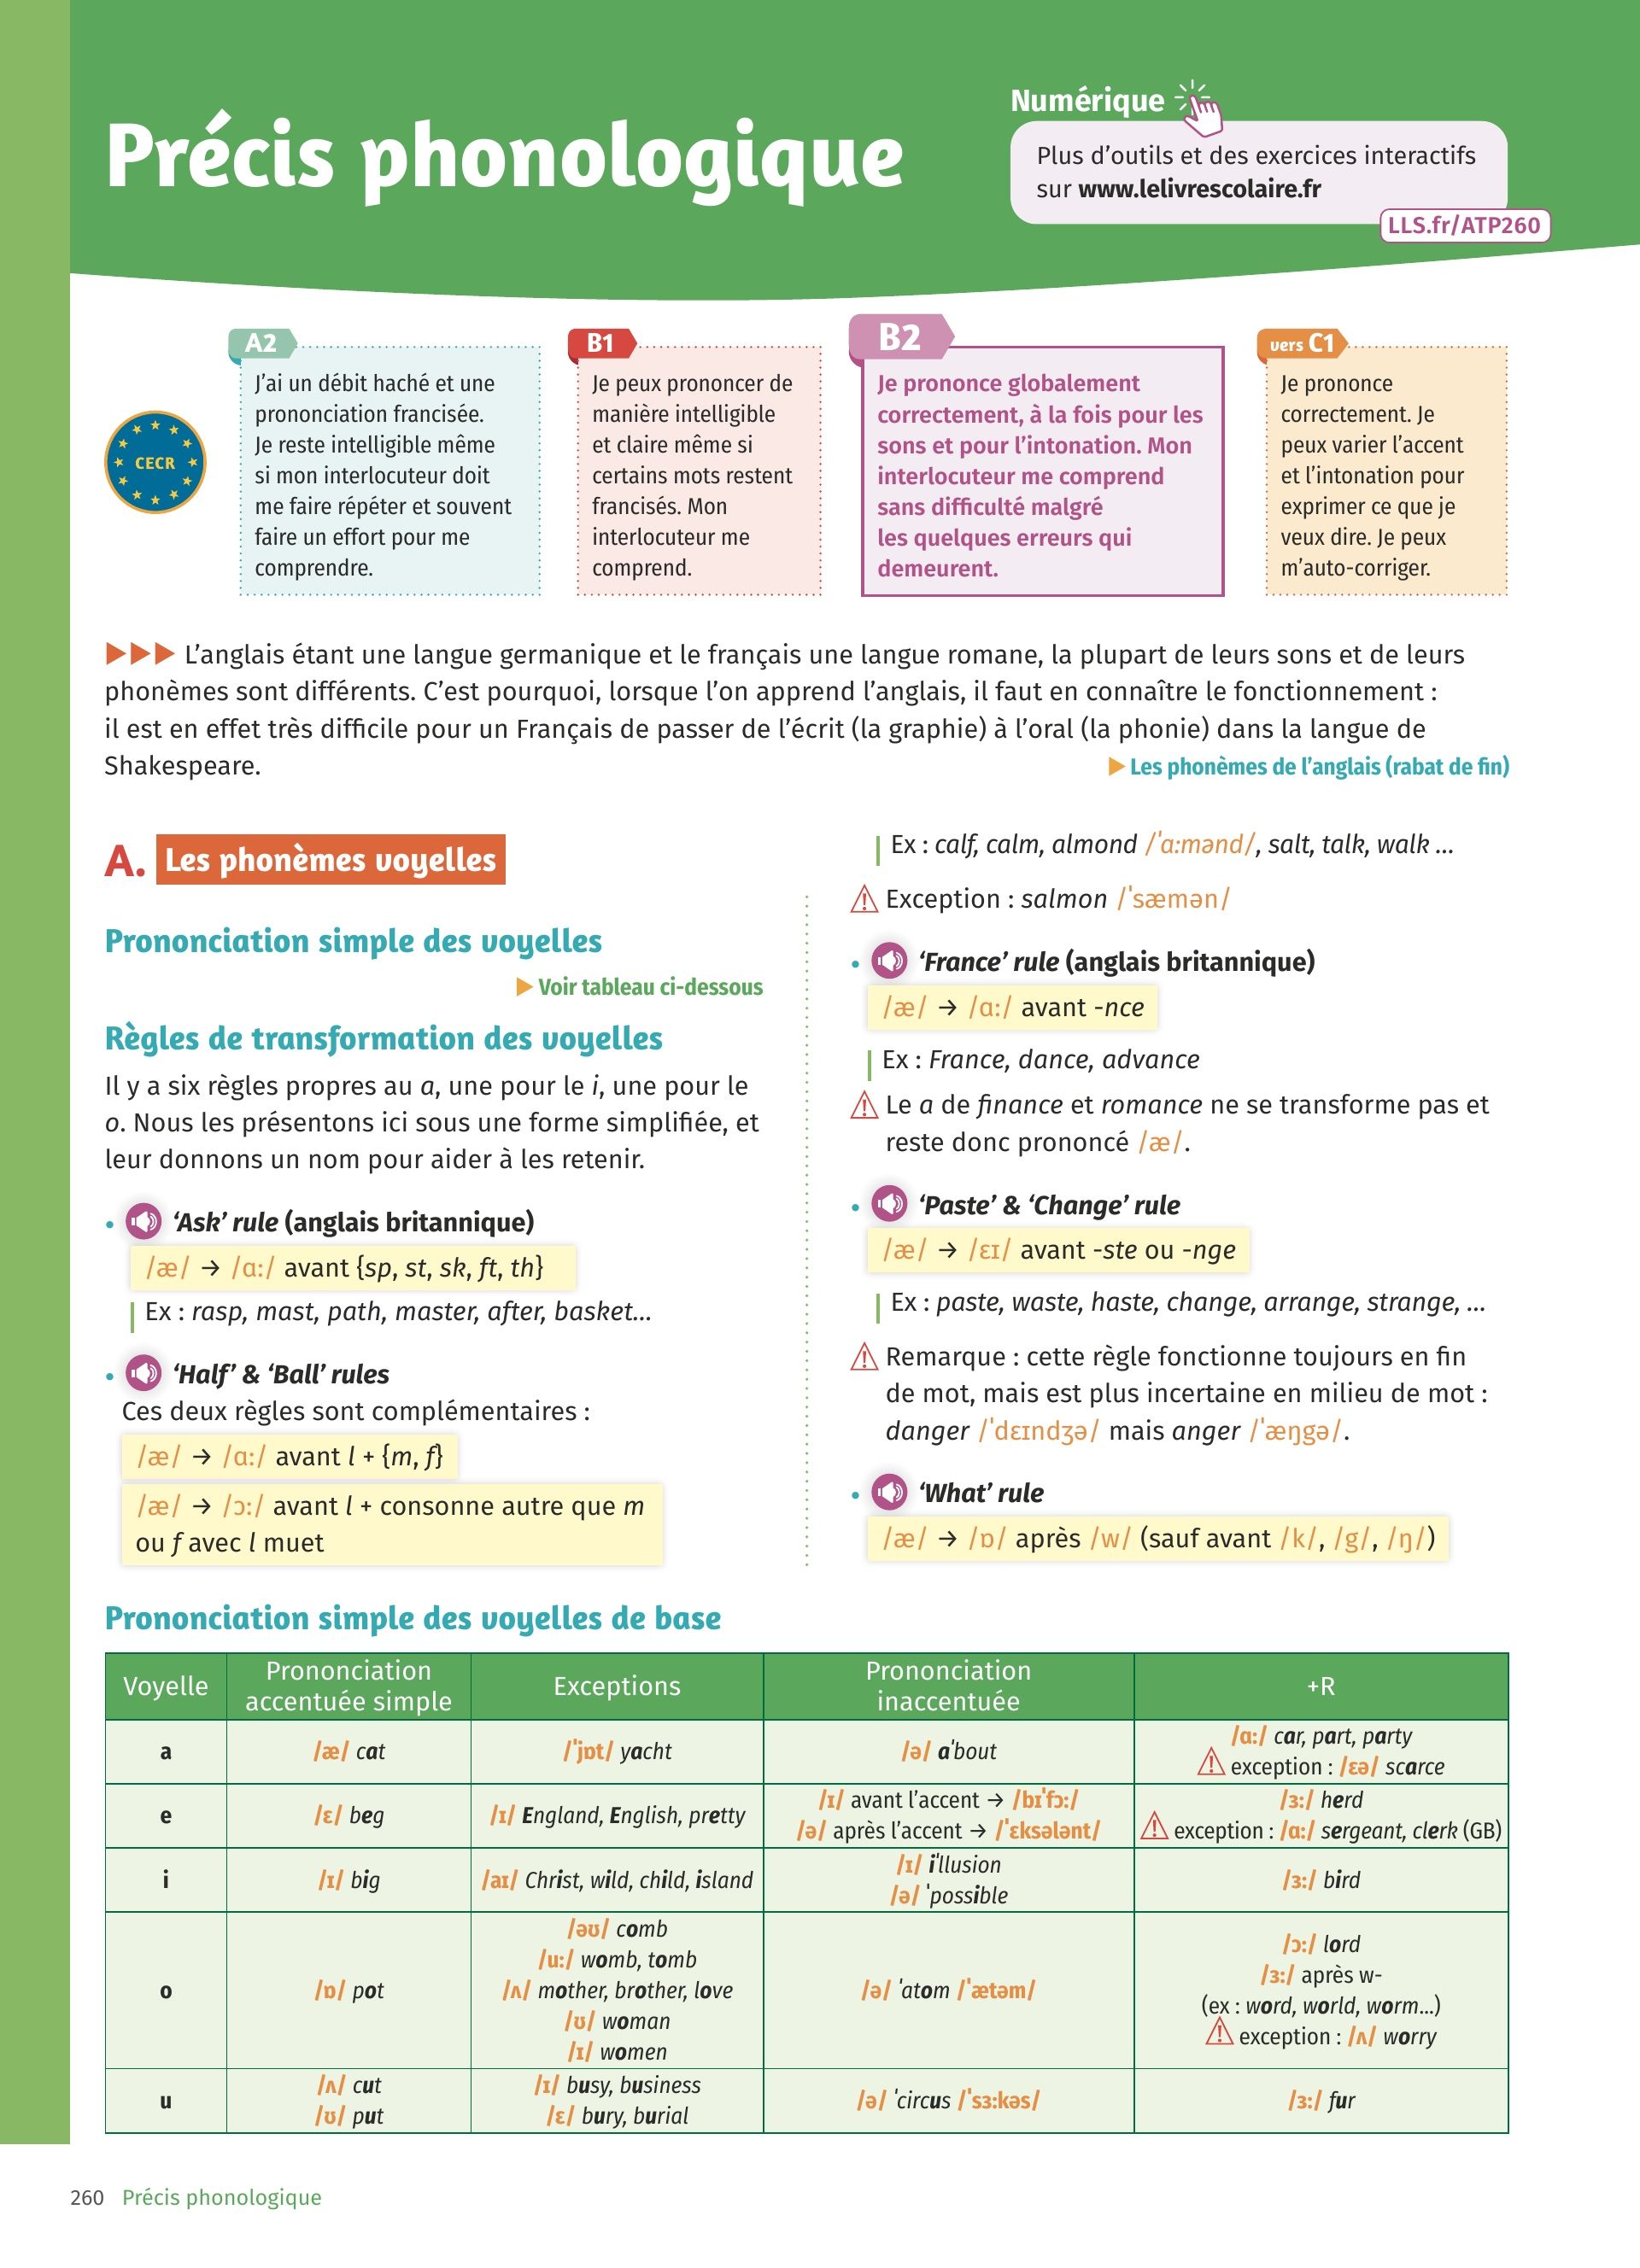 Précis phonologique
Numérique
Plus d’outils et des exercices interactifs
sur www.lelivrescolaire.fr
LLS.fr/ATP260
CECR
A2
J’ai un débit haché et une
prononciation francisée.
Je reste intelligible même
si mon interlocuteur doit
me faire répéter et souvent
faire un effort pour me
comprendre.
B1
Je peux prononcer de
manière intelligible
et claire même si
certains mots restent
francisés. Mon
interlocuteur me
comprend.
B2
Je prononce globalement
correctement, à la fois pour les
sons et pour l’intonation. Mon
interlocuteur me comprend
sans difficulté malgré
les quelques erreurs qui
demeurent.
vers C1
Je prononce
correctement. Je
peux varier l’accent
et l’intonation pour
exprimer ce que je
veux dire. Je peux
m’auto-corriger.
L’anglais étant une langue germanique et le français une langue romane, la plupart de leurs sons et de leurs
phonèmes sont différents. C’est pourquoi, lorsque l’on apprend l’anglais, il faut en connaître le fonctionnement :
il est en effet très difficile pour un Français de passer de l’écrit (la graphie) à l’oral (la phonie) dans la langue de
Shakespeare.
Les phonèmes de l’anglais (rabat de fin)
A. Les phonèmes voyelles
Prononciation simple des voyelles
Voir tableau ci-dessous
Règles de transformation des voyelles
Il y a six règles propres au a, une pour le i, une pour le
o. Nous les présentons ici sous une forme simplifiée, et
leur donnons un nom pour aider à les retenir.
• ‘Ask’ rule (anglais britannique)
/æ/ → /ɑ:/ avant {sp, st, sk, ft, th}
Ex : rasp, mast, path, master, after, basket…
• ‘Half’ & ‘Ball’ rules
Ces deux règles sont complémentaires :
/æ/ → /ɑ:/ avant l + {m, f}
/æ/ → /ɔ:/ avant l + consonne autre que m
ou f avec l muet
Ex : calf, calm, almond /ˈɑ:mənd/, salt, talk, walk …
Exception : salmon /ˈsæmən/
• ‘France’ rule (anglais britannique)
/æ/ → /ɑ:/ avant -nce
Ex : France, dance, advance
Le a de finance et romance ne se transforme pas et
reste donc prononcé /æ/.
• ‘Paste’ & ‘Change’ rule
/æ/ → /ɛɪ/ avant -ste ou -nge
Ex : paste, waste, haste, change, arrange, strange, …
Remarque : cette règle fonctionne toujours en fin
de mot, mais est plus incertaine en milieu de mot :
danger /ˈdɛɪndʒə/ mais anger /ˈæŋgə/.
• ‘What’ rule
/æ/ → /ɒ/ après /w/ (sauf avant /k/, /g/, /ŋ/)
Prononciation simple des voyelles de base
Voyelle
Prononciation
accentuée simple
Exceptions
Prononciation
inaccentuée
+R
a
/æ/ cat
/ˈjɒt/ yacht
/ə/ aˈbout
/ɑ:/ car, part, party
exception : /ɛə/ scarce
e
/ɛ/ beg
/ɪ/ England, English, pretty
/ɪ/ avant l’accent → /bɪˈfɔ:/
/ə/ après l’accent → /ˈɛksələnt/
/ɜ:/ herd
exception : /ɑ:/ sergeant, clerk (GB)
i
/ɪ/ big
/aɪ/ Christ, wild, child, island
/ɪ/ iˈllusion
/ə/ ˈpossible
/ɜ:/ bird
o
/ɒ/ pot
/əʊ/ comb
/u:/ womb, tomb
/ʌ/ mother, brother, love
/ʊ/ woman
/ɪ/ women
/ə/ ˈatom /ˈætəm/
/ɔ:/ lord
/ɜ:/ après w-
(ex : word, world, worm…)
exception : /ʌ/ worry
u
/ʌ/ cut
/ʊ/ put
/ɪ/ busy, business
/ɛ/ bury, burial
/ə/ ˈcircus /ˈsɜ:kəs/
/ɜ:/ fur
260 Précis phonologique